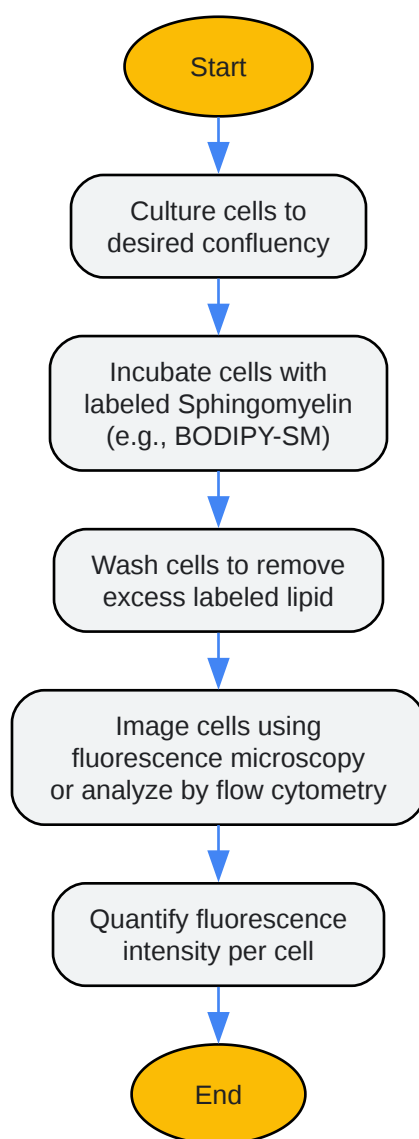 Start
Culture cells to
desired confluency
Incubate cells with
labeled Sphingomyelin
(e.g., BODIPY-SM)
Wash cells to remove
excess labeled lipid
Image cells using
fluorescence microscopy
or analyze by flow cytometry
Quantify fluorescence
intensity per cell
End